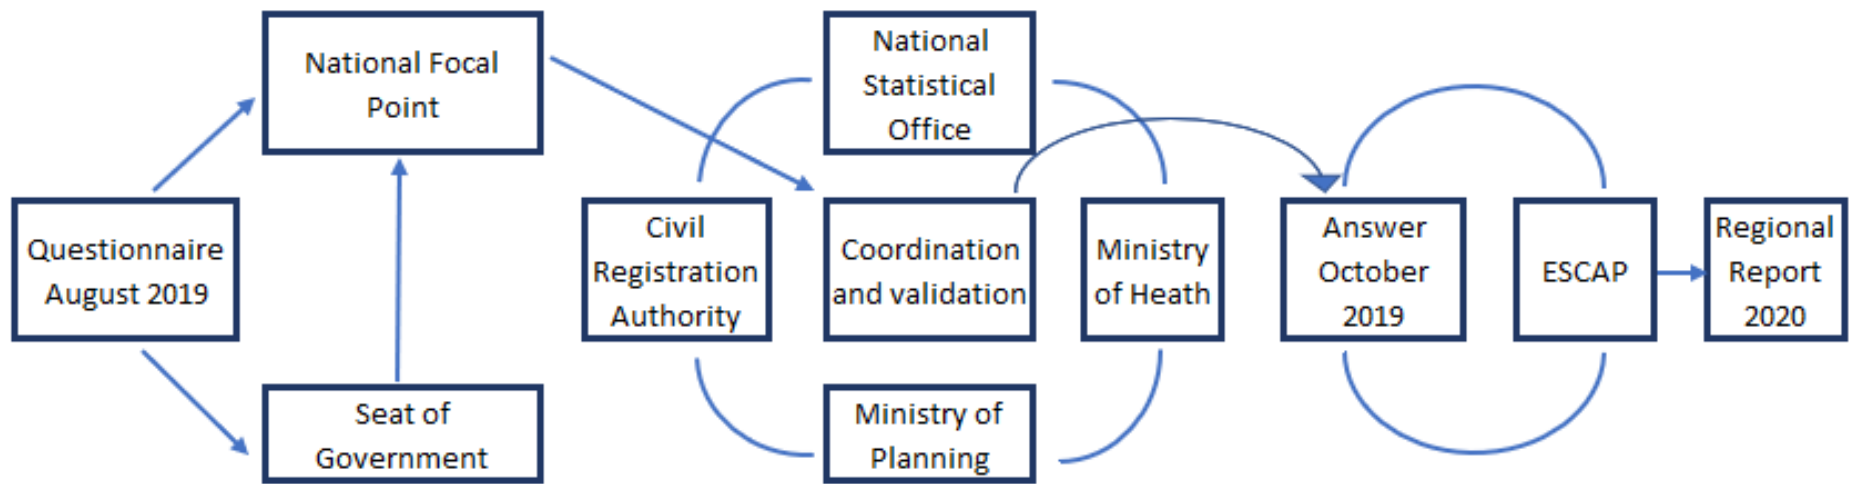 Questionnaire
August 2019
National Focal
Point
Seat of
Government
Civil
Registration
Authority
National
Statistical
Office
Coordination
and validation
Ministry of
Planning
Ministry
of Heath
Answer
October
2019
ESCAP
Regional
Report
2020